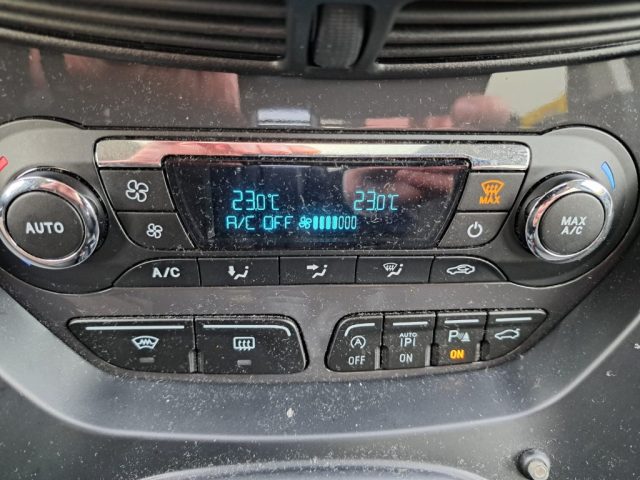 23.0°C 23.0°C
A/C OFF
AUTO
MAX
MAX A/C
A/C
OFF
AUTO
P
ON
P
ON